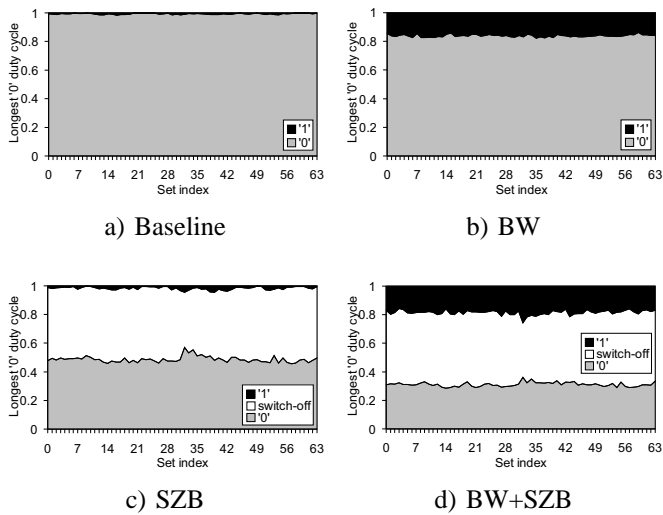 Longest '0' duty cycle
1
0.8
0.6
0.4
0.2
0
'1'
'0'
0 7 14 21 28 35 42 49 56 63
Set index
a) Baseline
Longest '0' duty cycle
1
0.8
0.6
0.4
0.2
0
'1'
'0'
0 7 14 21 28 35 42 49 56 63
Set index
b) BW
Longest '0' duty cycle
1
0.8
0.6
0.4
0.2
0
'1'
switch-off
'0'
0 7 14 21 28 35 42 49 56 63
Set index
c) SZB
Longest '0' duty cycle
1
0.8
0.6
0.4
0.2
0
'1'
switch-off
'0'
0 7 14 21 28 35 42 49 56 63
Set index
d) BW+SZB